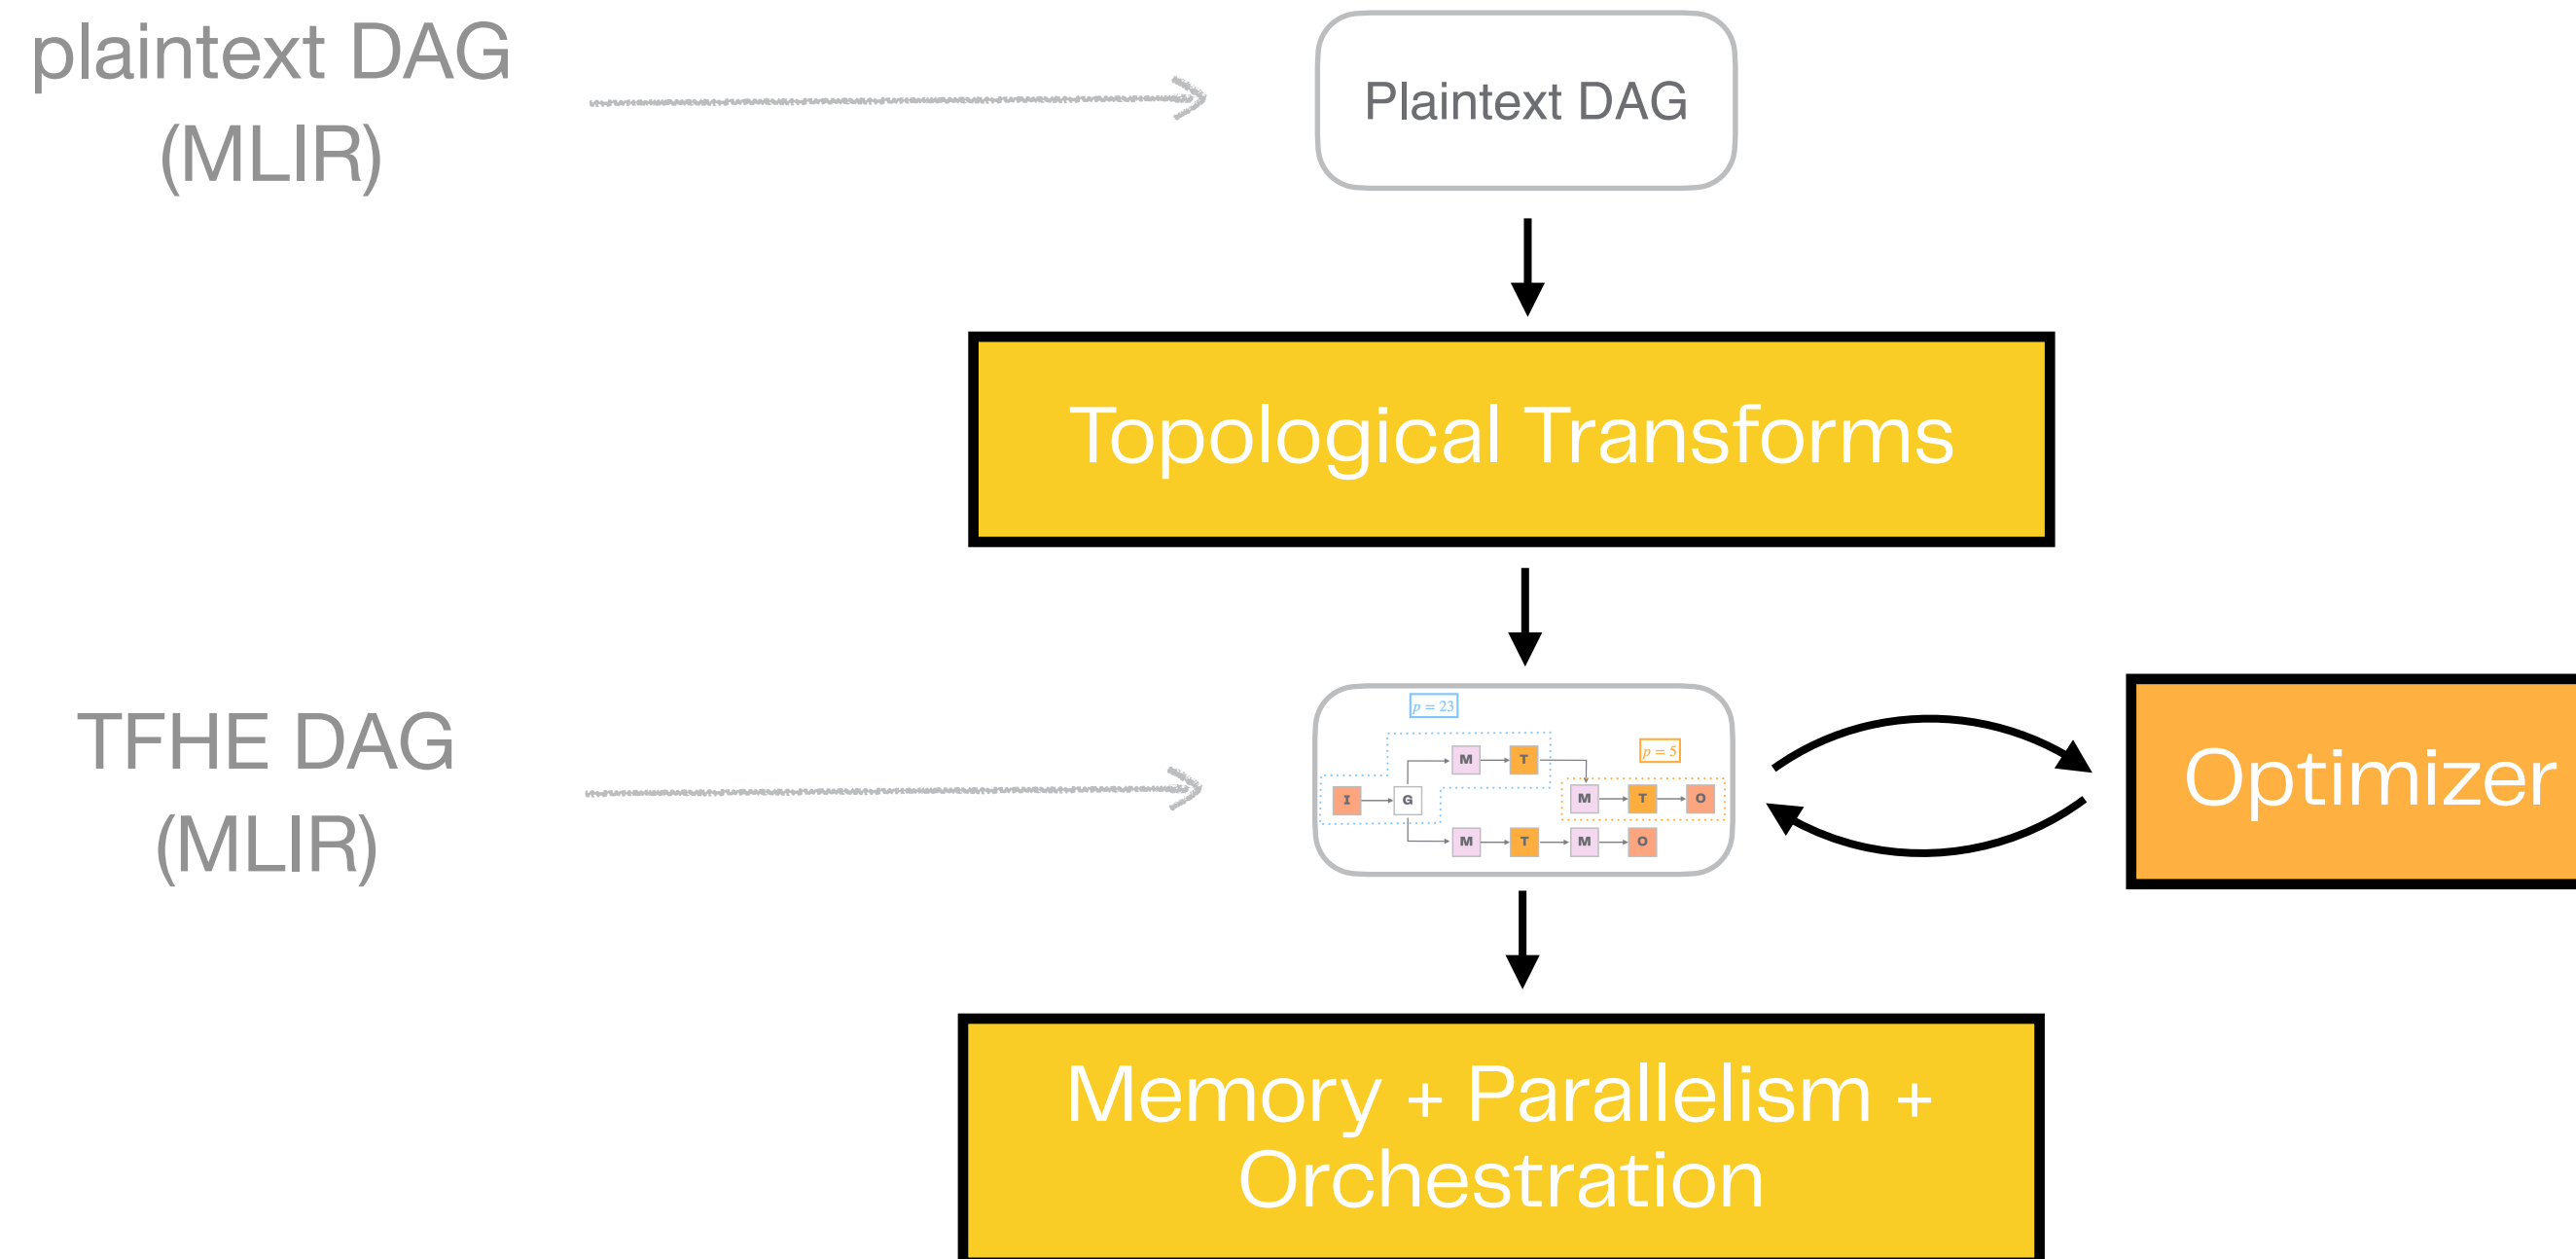 plaintext DAG
(MLIR)
Plaintext DAG
Topological Transforms
TFHE DAG
(MLIR)
p = 23
p = 5
M T
I G
M T O
M T M O
Optimizer
Memory + Parallelism +
Orchestration